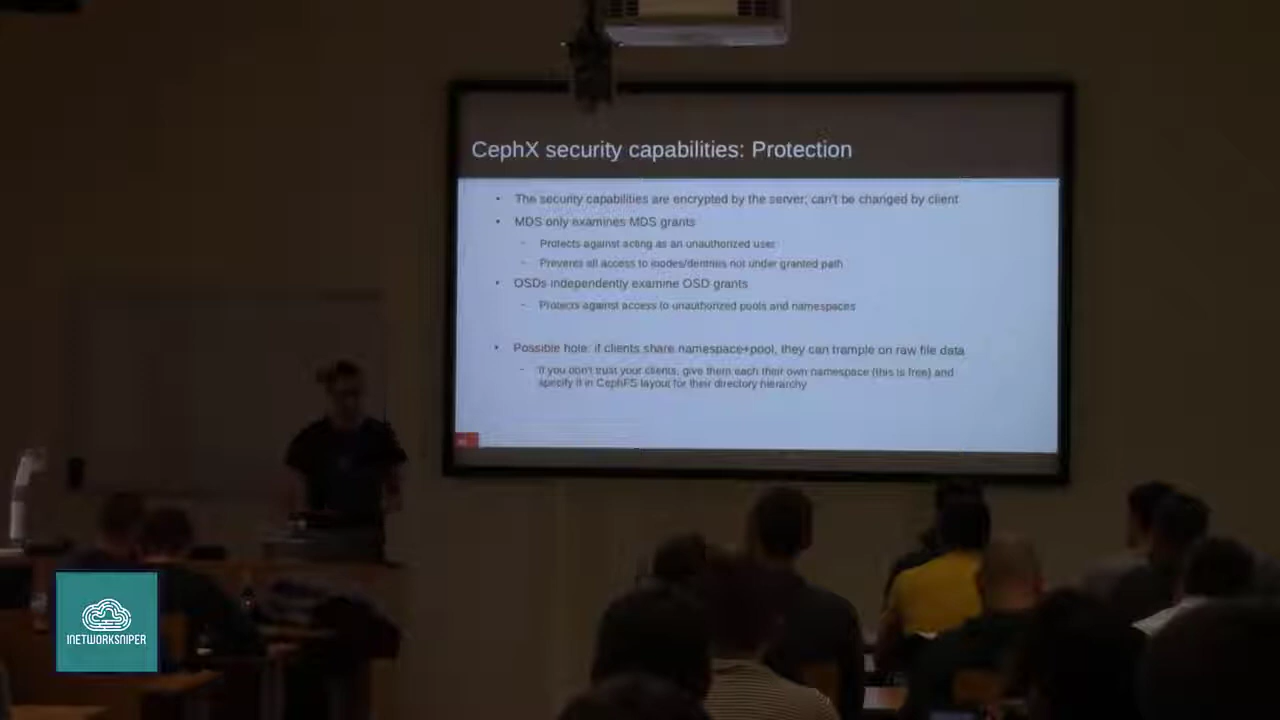 CephX security capabilities: Protection
• The security capabilities are encrypted by the server; can't be changed by client
• MDS only examines MDS grants
- Protects against acting as an unauthorized user
- Prevents all access to inodes/dentries not under granted path
• OSDs independently examine OSD grants
- Protects against access to unauthorized pools and namespaces
• Possible hole: if clients share namespace+pool, they can trample on raw file data
- If you don't trust your clients, give them each their own namespace (this is free) and
specify it in CephFS layout for their directory hierarchy
INETWORKSNIPER